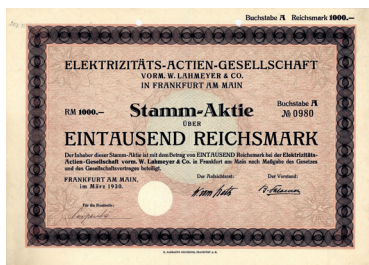 Buchstabe A Reichsmark 1000.—
ELEKTRIZITÄTS-ACTIEN-GESELLSCHAFT
VORM. W. LAHMEYER & CO.
IN FRANKFURT AM MAIN
RM 1000.— Stamm-Aktie Buchstabe A
№ 0980
ÜBER
EINTAUSEND REICHSMARK
Der Inhaber dieser Stamm-Aktie ist mit dem Betrag von EINTAUSEND Reichsmark bei der Elektrizitäts-
Actien-Gesellschaft vorm. W. Lahmeyer & Co. in Frankfurt am Main nach Maßgabe des Gesetzes
und des Gesellschaftsvertrages beteiligt.
FRANKFURT AM MAIN,
im März 1930.
Der Aufsichtsrat: Der Vorstand:
Für die Kontrolle: